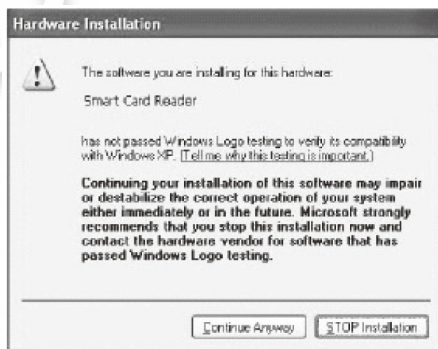 Hardware Installation
The software you are installing for this hardware:
Smart Card Reader
has not passed Windows Logo testing to verify its compatibility
with Windows XP. (Tell me why this testing is important.)
Continuing your installation of this software may impair
or destabilize the correct operation of your system
either immediately or in the future. Microsoft strongly
recommends that you stop this installation now and
contact the hardware vendor for software that has
passed Windows Logo testing.
Continue Anyway STOP Installation